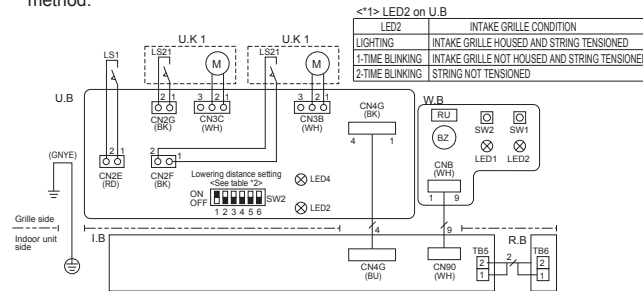 method.
<*1> LED2 on U.B
LED2 INTAKE GRILLE CONDITION
LIGHTING INTAKE GRILLE HOUSED AND STRING TENSIONED
1-TIME BLINKING INTAKE GRILLE NOT HOUSED AND STRING TENSIONED
2-TIME BLINKING STRING NOT TENSIONED
U.K 1 U.K 1
LS1 LS21 M LS21 M
U.B
2 1 2 1 3 2 1 3 2 1
CN2G
(BK)
CN3C
(WH)
CN3B
(WH)
CN4G
(BK)
4 1
W.B
RU
BZ
SW2 SW1
LED1 LED2
CNB
(WH)
1 9
(GNYE)
2 1 2 1
CN2E
(RD)
CN2F
(BK)
Lowering distance setting
<See table *2>
ON
OFF
SW2
1 2 3 4 5 6
LED4
LED2
Grille side
Indoor unit
side
4 9
I.B R.B
CN4G
(BU)
CN90
(WH)
TB5 TB6
2 2 2
1 1